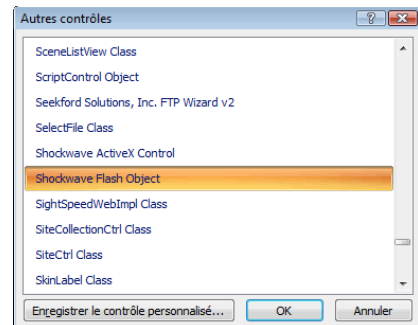 Autres contrôles
SceneListView Class
ScriptControl Object
Seekford Solutions, Inc. FTP Wizard v2
SelectFile Class
Shockwave ActiveX Control
Shockwave Flash Object
SightSpeedWebImpl Class
SiteCollectionCtrl Class
SiteCtrl Class
SkinLabel Class
Enregistrer le contrôle personnalisé... OK Annuler